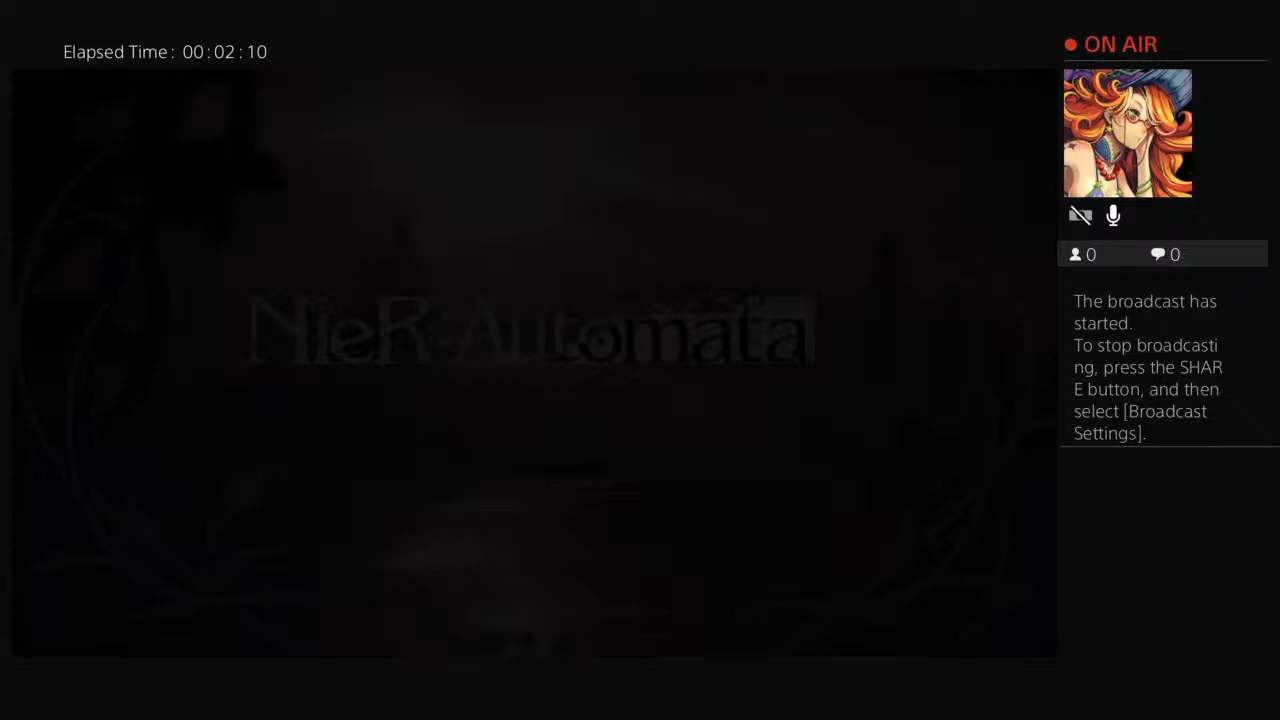 Elapsed Time: 00:02:10
ON AIR
NieR:Automata
0 0
The broadcast has
started.
To stop broadcasti
ng, press the SHAR
E button, and then
select [Broadcast
Settings].